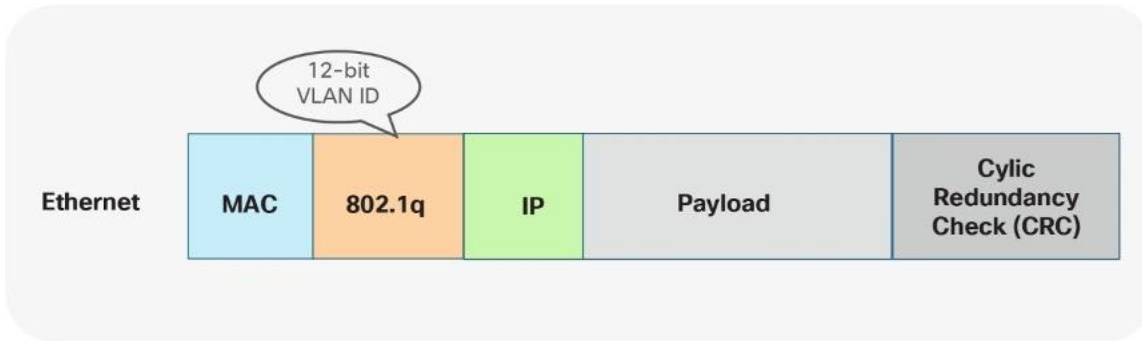 12-bit
VLAN ID
Ethernet
MAC
802.1q
IP
Payload
Cylic
Redundancy
Check (CRC)